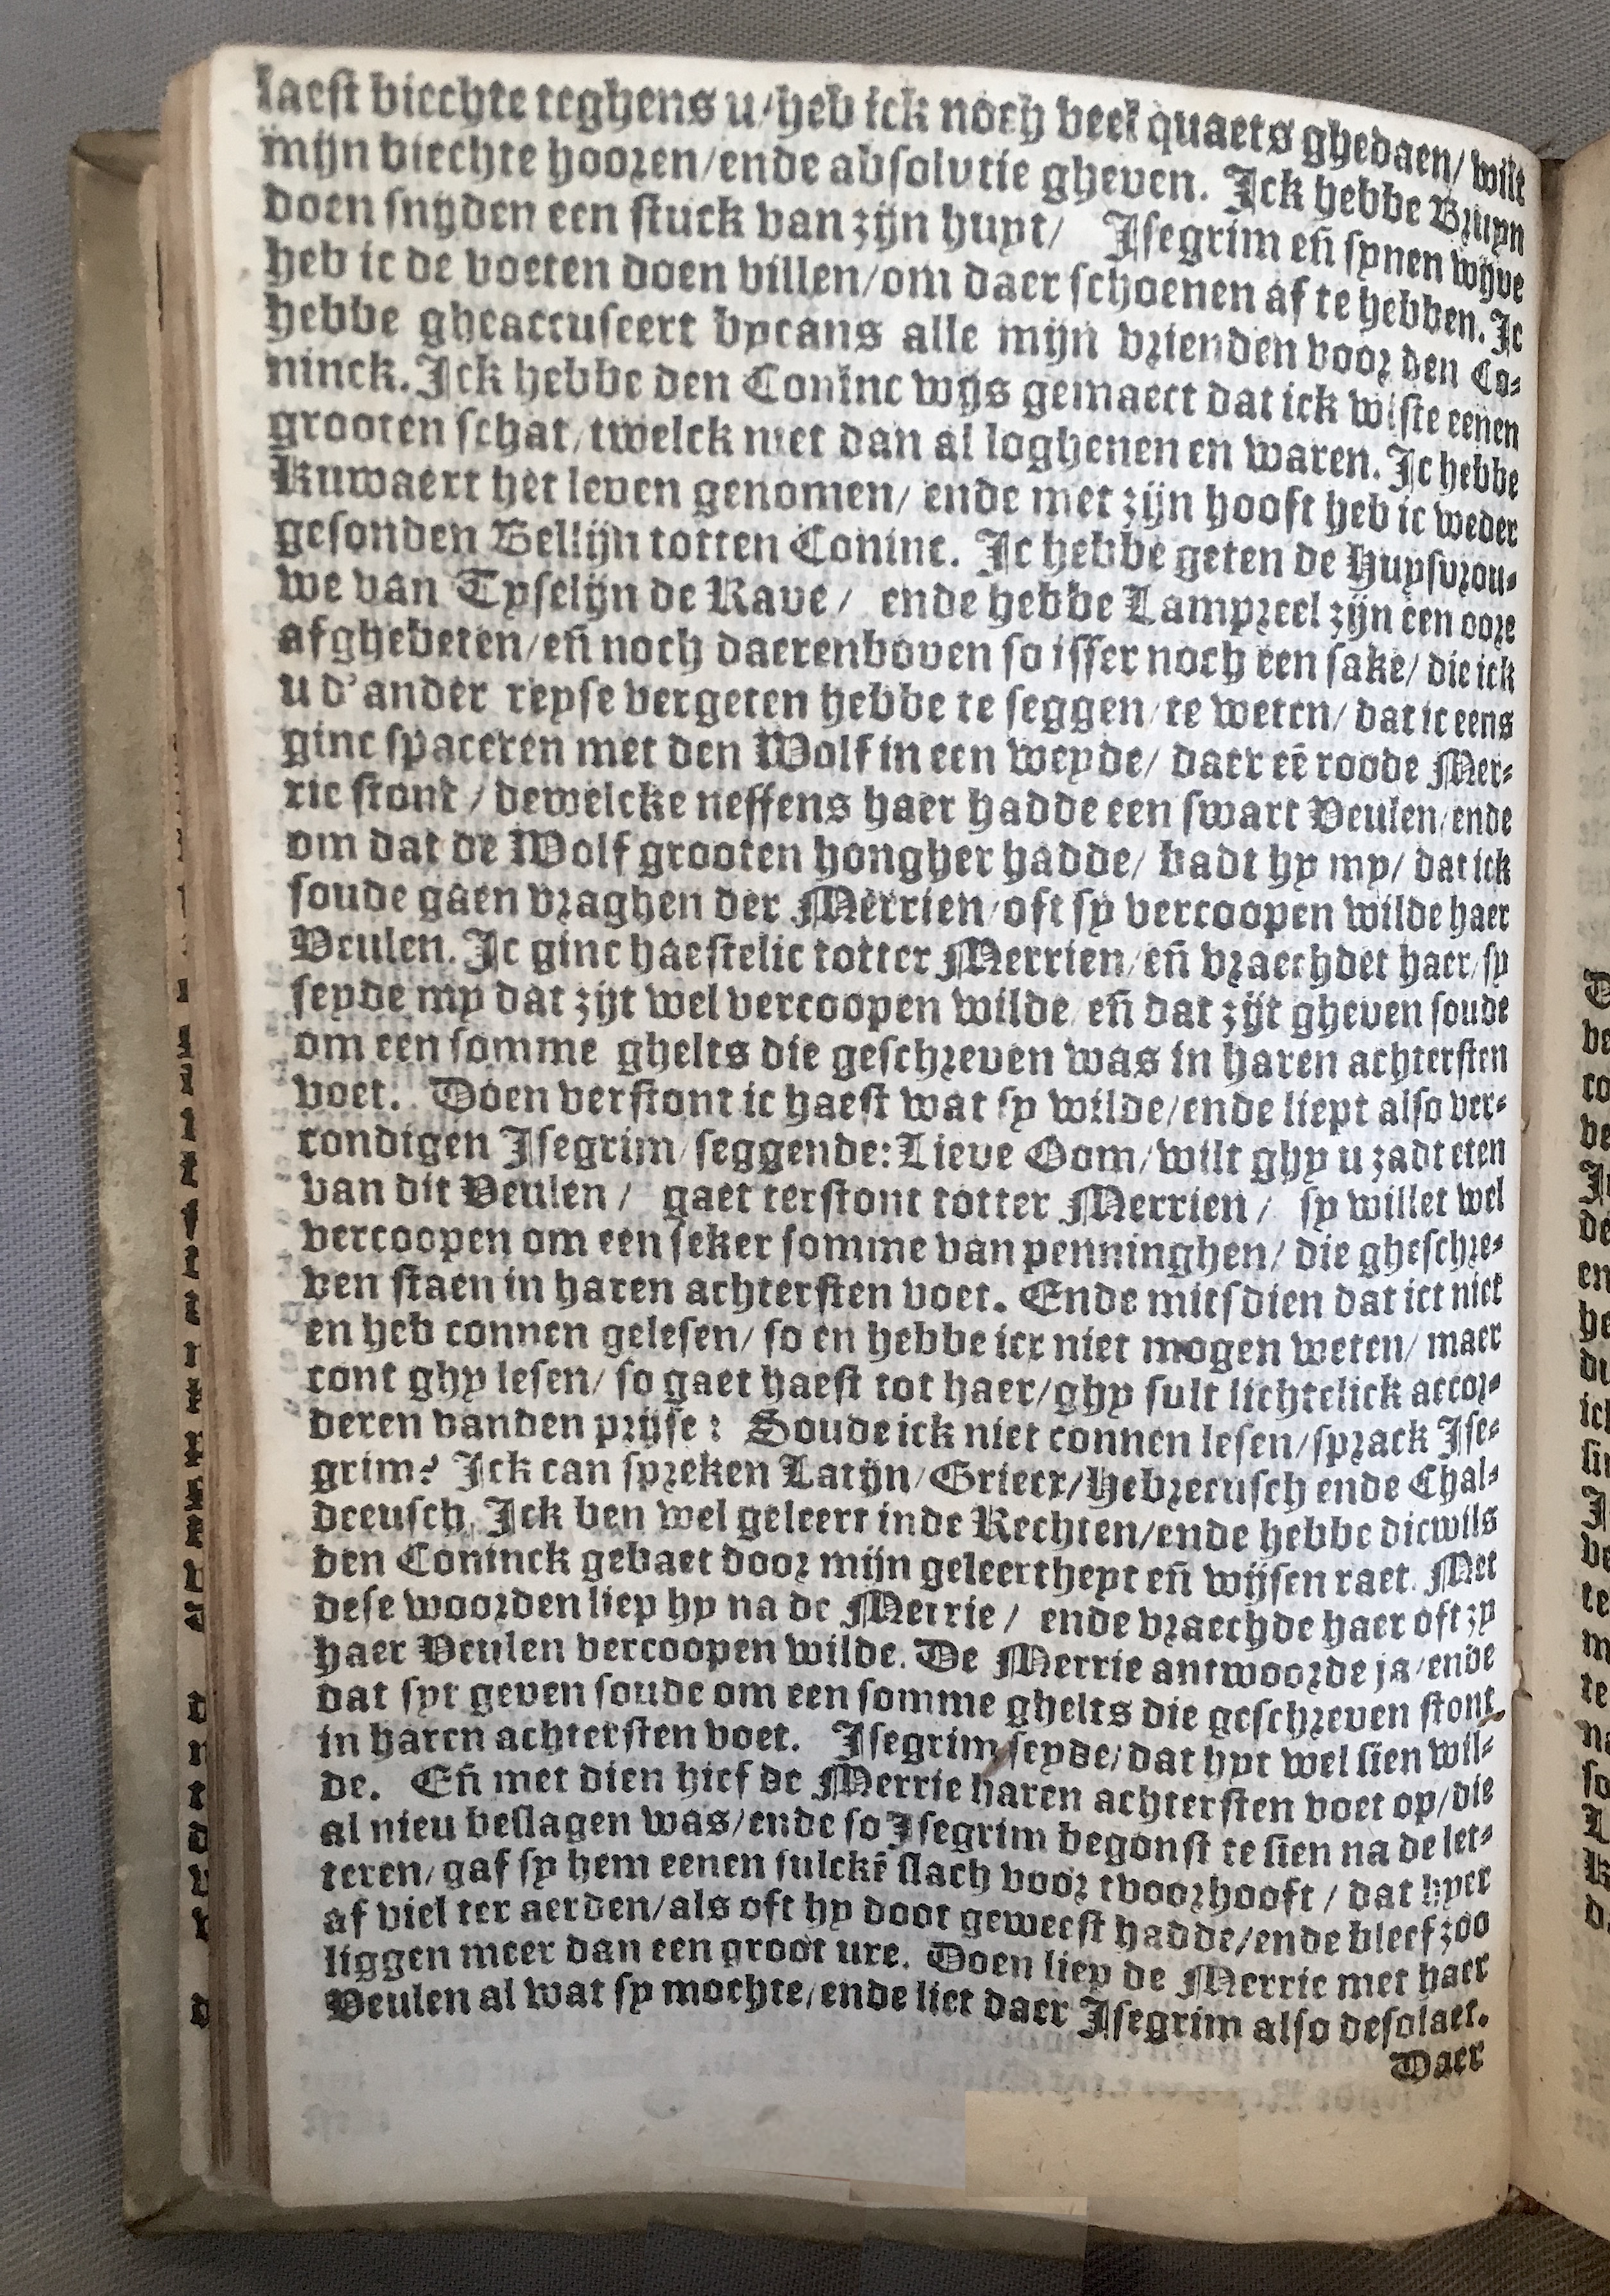 laeſt biechte teghens u/heb ick noch veel quaets ghedaen/ wilt
mijn biechte hooren/ende abſolutie gheven. Ick hebbe Bruyn
doen ſnyden een ſtuck van zijn huyt/ Iſegrim eñ ſynen wijve
heb ic de voeten doen villen/om daer ſchoenen af te hebben. Ic
hebbe gheaccuſeert bycans alle mijn vrienden voor den Co-
ninck. Ick hebbe den Coninc wijs gemaect dat ick wiſte eenen
grooten ſchat/twelck niet dan al loghenen en waren. Ic hebbe
Kuwaert het leven genomen/ ende met zijn hooft heb ic weder
geſonden Bellijn totten Coninc. Ic hebbe geten de Huyſvrou-
we van Tyſelijn de Rave/ ende hebbe Lampreel zijn een oore
afghebeten/eñ noch daerenboven ſo iſſer noch een ſake/ die ick
u d'ander reyſe vergeten hebbe te ſeggen/te weten/ dat ic eens
ginc ſpaceren met den Wolf in een weyde/ daer eē roode Mer-
rie ſtont/dewelcke neffens haer hadde een ſwart Veulen/ende
om dat de Wolf grooten hongher hadde/ badt hy my/ dat ick
ſoude gaen vraghen der Merrien/oft ſy vercoopen wilde haer
Veulen. Ic ginc haeſtelic totter Merrien/eñ vraechdet haer/ſy
ſeyde my dat zijt wel vercoopen wilde eñ dat zijt gheven ſoude
om een ſomme ghelts die geſchreven was in haren achterſten
voet. Doen verſtont ic haeſt wat ſy wilde/ende liept alſo ver-
condigen Iſegrim/ſeggende: Lieve Oom/wilt ghy u zadt eten
van dit Veulen/ gaet terſtont totter Merrien/ ſy willet wel
vercoopen om een ſeker ſomme van penninghen/ die gheſchre-
ven ſtaen in haren achterſten voet. Ende mitſdien dat ict niet
en heb connen geleſen/ ſo en hebbe ict niet mogen weten/ maer
cont ghy leſen/ ſo gaet haeſt tot haer/ghy ſult lichtelick accor-
deren vanden prijſe: Soude ick niet connen leſen/ſprack Iſe-
grim? Ick can ſpreken Latijn/Griecx/Hebreeuſch ende Chal-
deeuſch. Ick ben wel geleert inde Rechten/ende hebbe dicwils
den Coninck gebaet door mijn geleertheyt eñ wijſen raet. Met
deſe woorden liep hy na de Merrie/ ende vraechde haer oft zy
haer Veulen vercoopen wilde. De Merrie antwoorde ja/ende
dat ſyt geven ſoude om een ſomme ghelts die geſchreven ſtont
in haren achterſten voet. Iſegrim ſeyde/dat hyt wel ſien wil-
de. Eñ met dien hief de Merrie haren achterſten voet op/die
al nieu beſlagen was/ende ſo Iſegrim begonſt te ſien na de let-
teren/gaf ſy hem eenen ſulckē ſlach voor tvoorhooft/ dat hyer
af viel ter aerden/als oft hy doot geweeſt hadde/ende bleef zoo
liggen meer dan een groot ure. Doen liep de Merrie met haer
Veulen al wat ſy mochte/ende liet daer Iſegrim alſo deſolaet.
Daer